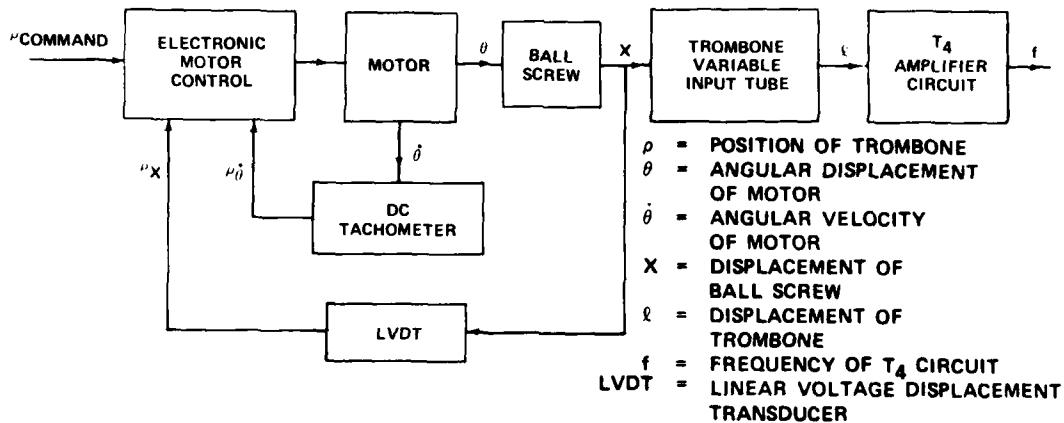 ρCOMMAND
ELECTRONIC
MOTOR
CONTROL
MOTOR
θ
BALL
SCREW
X
TROMBONE
VARIABLE
INPUT TUBE
ℓ
T4
AMPLIFIER
CIRCUIT
f
ρX
ρθ̇
θ̇
DC
TACHOMETER
LVDT
ρ = POSITION OF TROMBONE
θ = ANGULAR DISPLACEMENT
OF MOTOR
θ̇ = ANGULAR VELOCITY
OF MOTOR
X = DISPLACEMENT OF
BALL SCREW
ℓ = DISPLACEMENT OF
TROMBONE
f = FREQUENCY OF T4 CIRCUIT
LVDT = LINEAR VOLTAGE DISPLACEMENT
TRANSDUCER